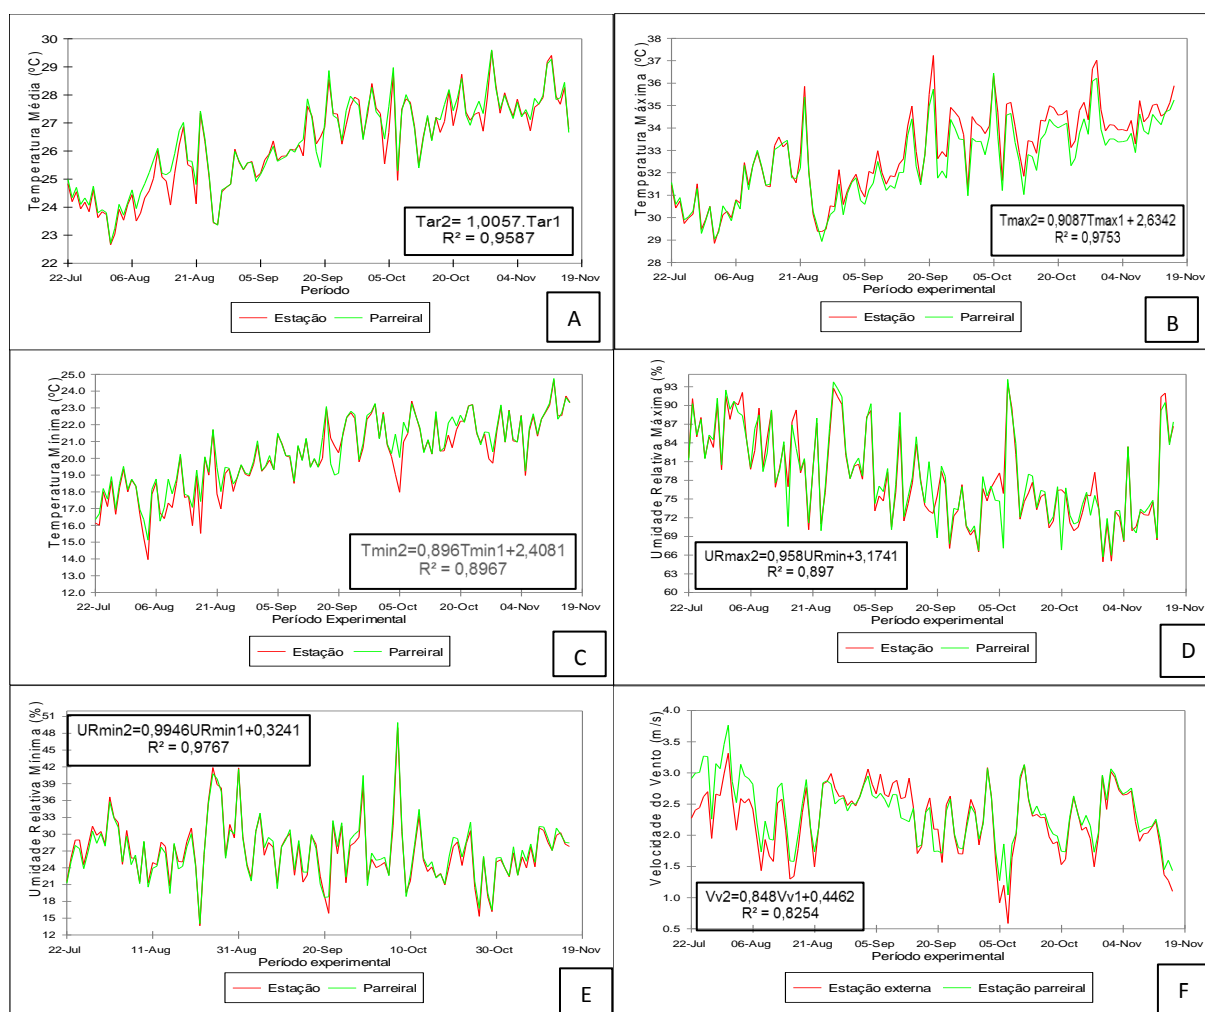 Temperatura Média (ºC)
30
29
28
27
26
25
24
23
22
22-Jul
06-Aug
21-Aug
05-Sep
20-Sep
05-Oct
20-Oct
04-Nov
19-Nov
Período
Tar2= 1,0057.Tar1
R² = 0,9587
Estação
Parreiral
A
Temperatura Máxima (ºC)
38
37
36
35
34
33
32
31
30
29
28
22-Jul
06-Aug
21-Aug
05-Sep
20-Sep
05-Oct
20-Oct
04-Nov
19-Nov
Período experimental
Tmax2= 0,9087Tmax1 + 2,6342
R² = 0,9753
Estação
Parreiral
B
Temperatura Mínima (ºC)
25.0
24.0
23.0
22.0
21.0
20.0
19.0
18.0
17.0
16.0
15.0
14.0
13.0
12.0
22-Jul
06-Aug
21-Aug
05-Sep
20-Sep
05-Oct
20-Oct
04-Nov
19-Nov
Período Experimental
Tmin2=0,896Tmin1+2,4081
R² = 0,8967
Estação
Parreiral
C
Umidade Relativa Máxima (%)
93
90
87
84
81
78
75
72
69
66
63
60
22-Jul
06-Aug
21-Aug
05-Sep
20-Sep
05-Oct
20-Oct
04-Nov
19-Nov
Período experimental
URmax2=0,958URmin+3,1741
R² = 0,897
Estação
Parreiral
D
Umidade Relativa Mínima (%)
51
48
45
42
39
36
33
30
27
24
21
18
15
12
22-Jul
11-Aug
31-Aug
20-Sep
10-Oct
30-Oct
19-Nov
Período experimental
URmin2=0,9946URmin1+0,3241
R² = 0,9767
Estação
Parreiral
E
Velocidade do Vento (m/s)
4.0
3.5
3.0
2.5
2.0
1.5
1.0
0.5
22-Jul
06-Aug
21-Aug
05-Sep
20-Sep
05-Oct
20-Oct
04-Nov
19-Nov
Período experimental
Vv2=0,848Vv1+0,4462
R² = 0,8254
Estação externa
Estação parreiral
F